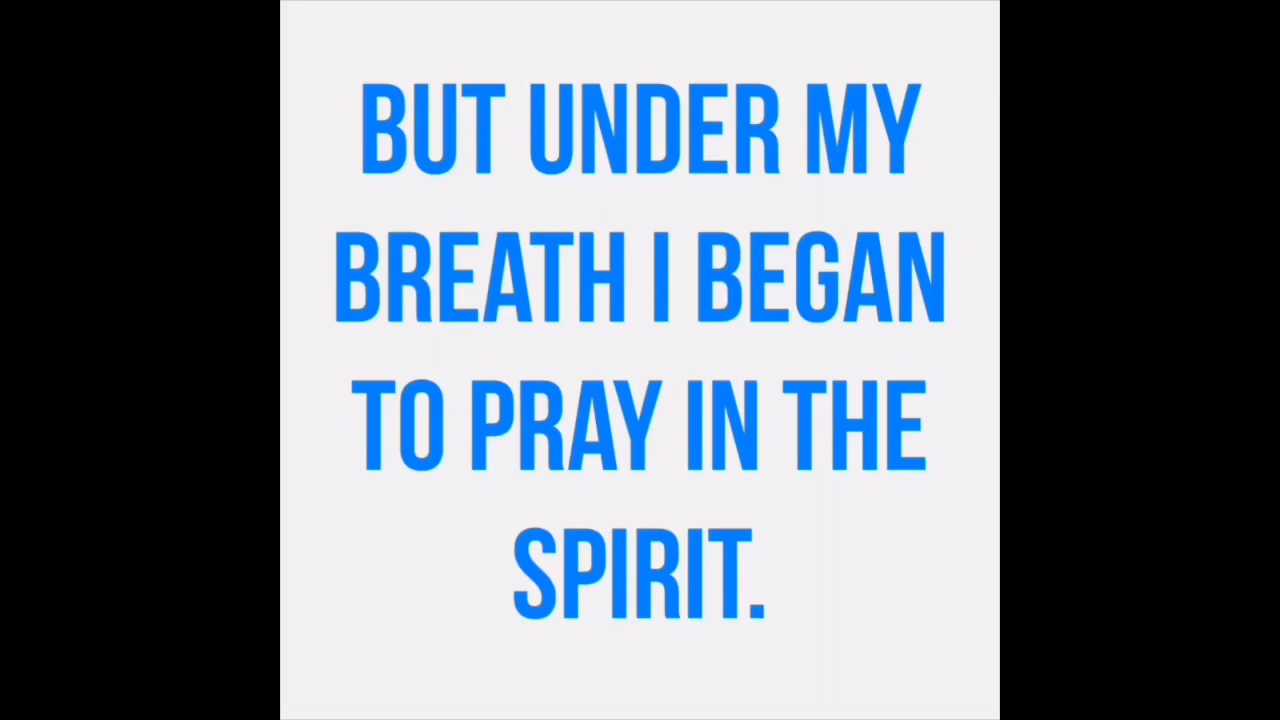 BUT UNDER MY
BREATH I BEGAN
TO PRAY IN THE
SPIRIT.